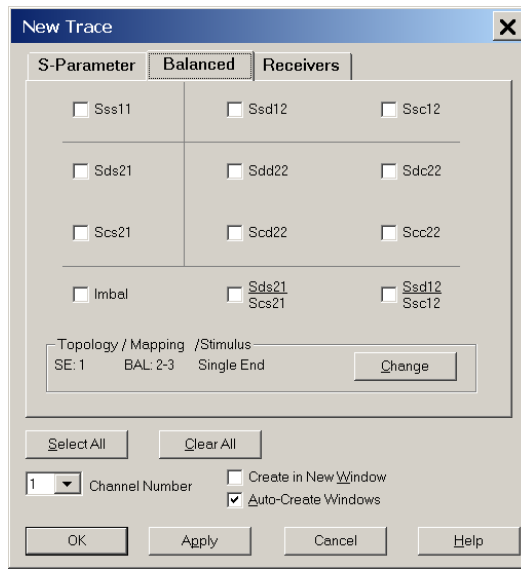 New Trace
S-Parameter Balanced Receivers
Sss11 Ssd12 Ssc12
Sds21 Sdd22 Sdc22
Scs21 Scd22 Scc22
Imbal Sds21 Ssd12
Scs21 Ssc12
Topology / Mapping /Stimulus
SE: 1 BAL: 2-3 Single End Change
Select All Clear All
1 Channel Number
Create in New Window
Auto-Create Windows
OK Apply Cancel Help